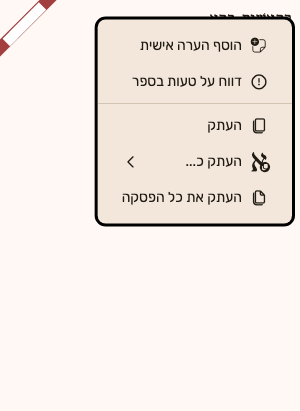 הוסף הערה אישית
דווח על טעות בספר
העתק
העתק כ...
העתק את כל הפסקה